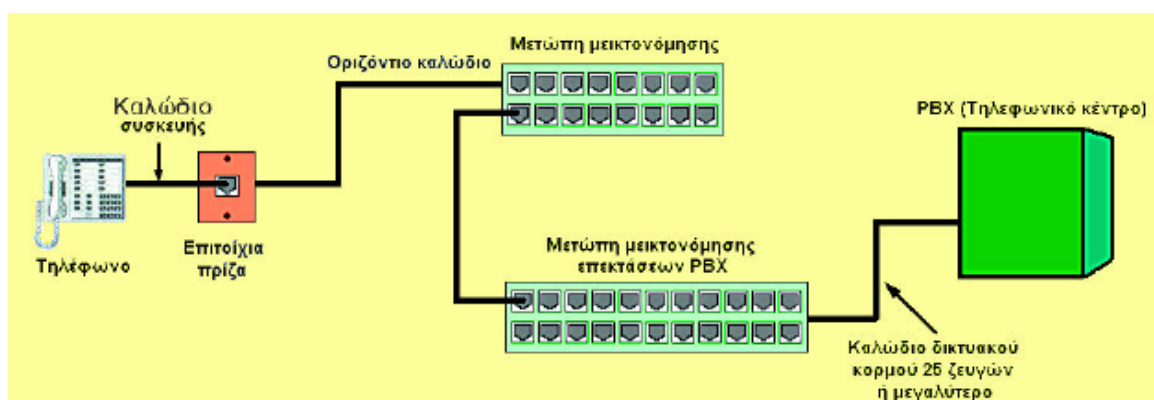 Μετώπη μεικτονόμησης
Οριζόντιο καλώδιο
Καλώδιο
συσκευής
PBX (Τηλεφωνικό κέντρο)
Τηλέφωνο
Επιτοίχια
πρίζα
Μετώπη μεικτονόμησης
επεκτάσεων PBX
Καλώδιο δικτυακού
κορμού 25 ζευγών
ή μεγαλύτερο